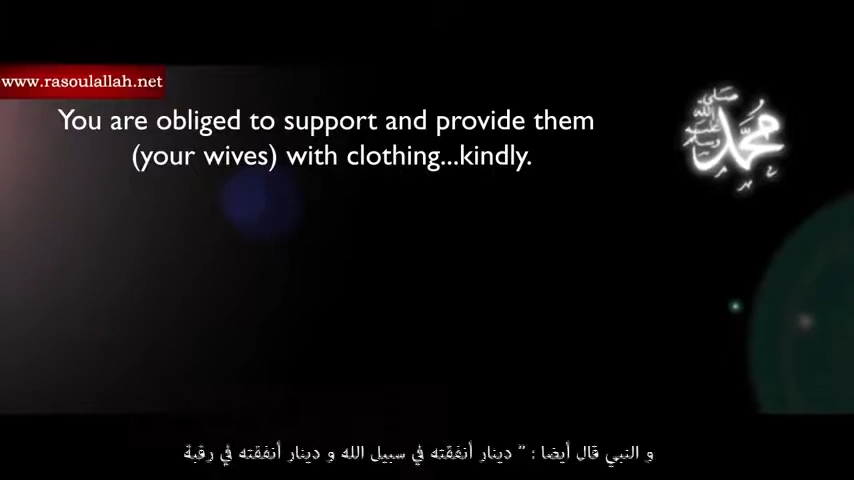 www.rasoulallah.net
You are obliged to support and provide them
(your wives) with clothing...kindly.
محمد
صلى الله عليه وسلم
و النبي قال أيضا : " دينار أنفقته في سبيل الله و دينار أنفقته في رقبة